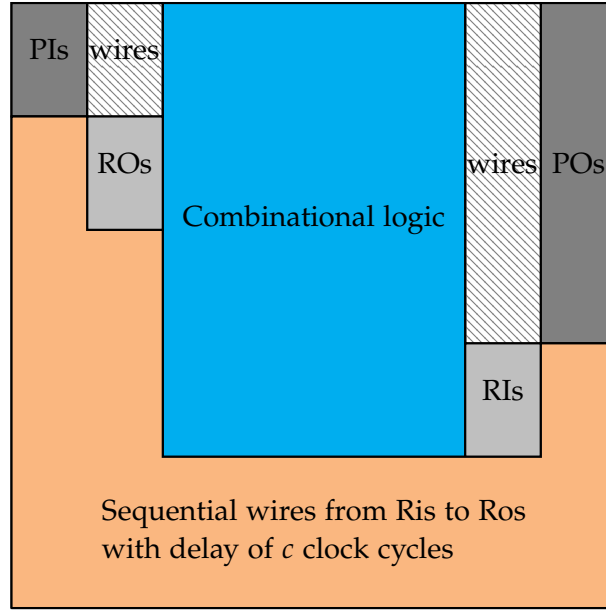 PIs
wires
ROs
Combinational logic
wires
POs
RIs
Sequential wires from Ris to Ros
with delay of c clock cycles